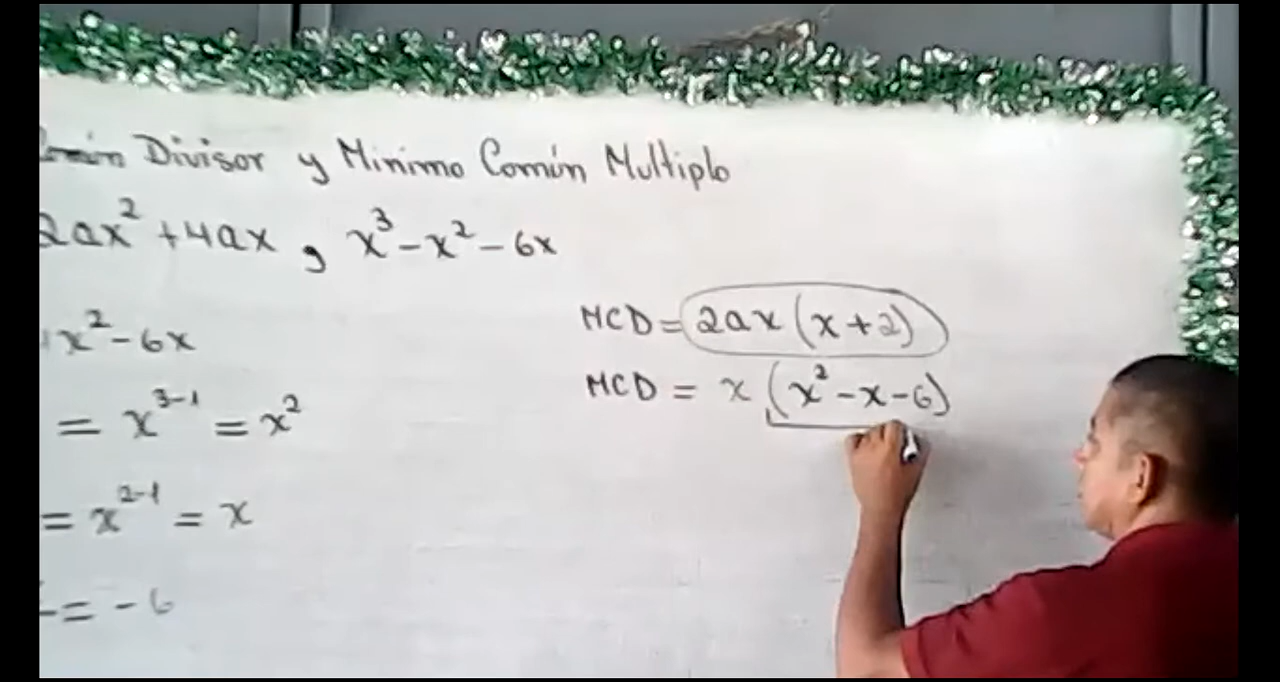 Divisor y Minimo Común Multiplo
2ax² + 4ax , x³ - x² - 6x
x² - 6x
MCD = 2ax (x + 2)
MCD = x (x² - x - 6)
= x³⁻¹ = x²
= x²⁻¹ = x
= - 6